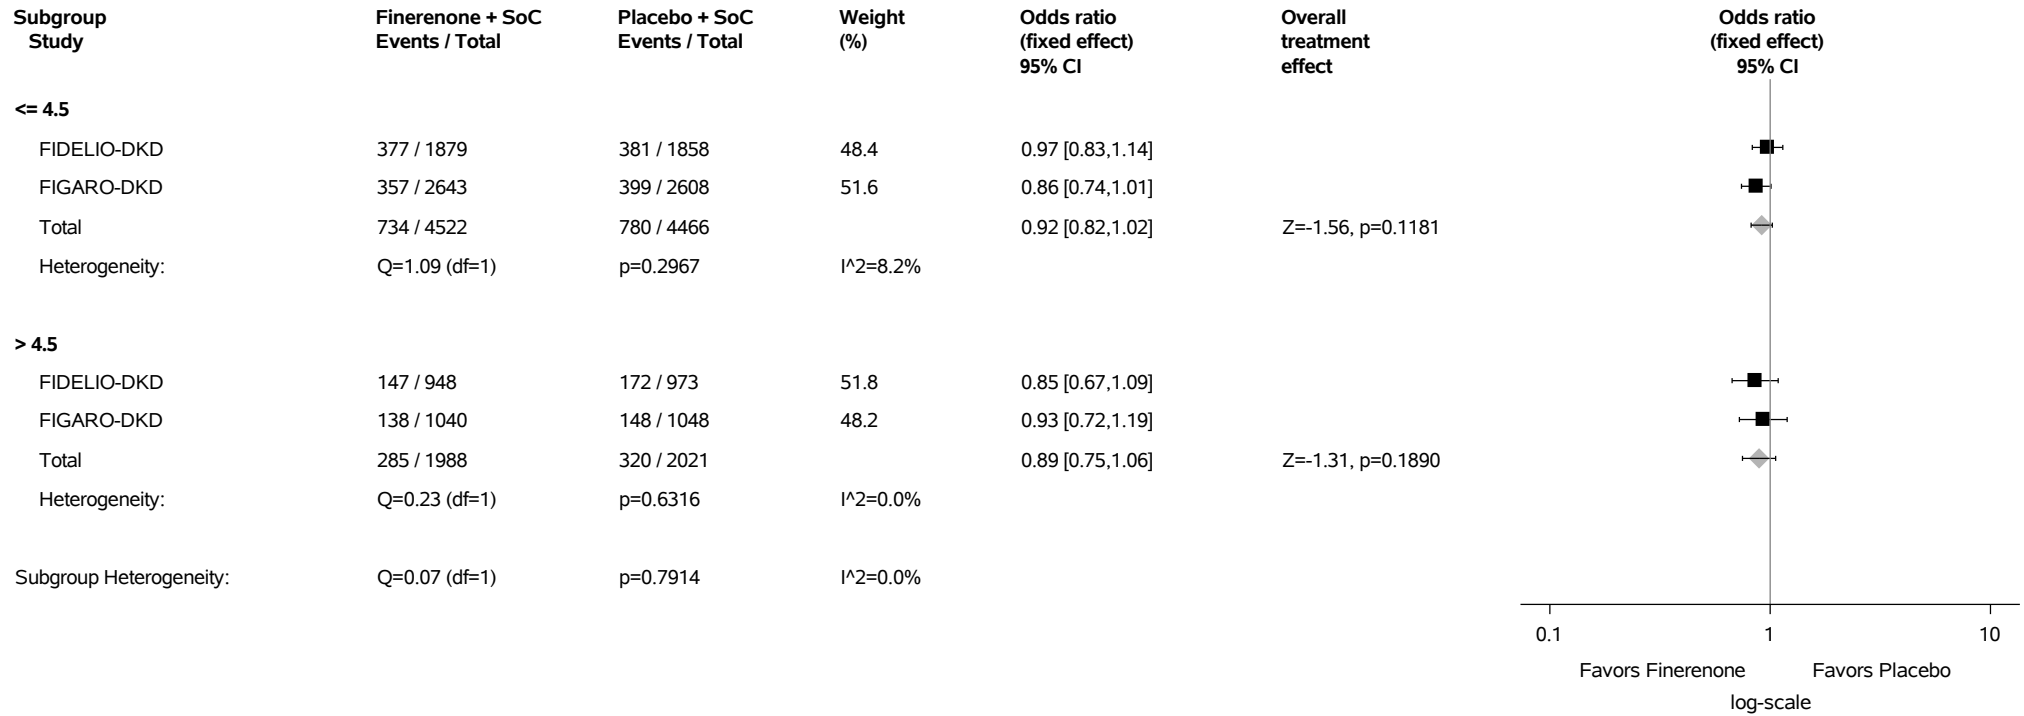 Subgroup Finerenone + SoC Placebo + SoC Weight Odds ratio Overall Odds ratio
Study Events / Total Events / Total (%) (fixed effect) treatment (fixed effect)
95% CI effect 95% CI
<= 4.5
FIDELIO-DKD 377 / 1879 381 / 1858 48.4 0.97 [0.83,1.14]
FIGARO-DKD 357 / 2643 399 / 2608 51.6 0.86 [0.74,1.01]
Total 734 / 4522 780 / 4466 0.92 [0.82,1.02] Z=-1.56, p=0.1181
Heterogeneity: Q=1.09 (df=1) p=0.2967 I^2=8.2%
> 4.5
FIDELIO-DKD 147 / 948 172 / 973 51.8 0.85 [0.67,1.09]
FIGARO-DKD 138 / 1040 148 / 1048 48.2 0.93 [0.72,1.19]
Total 285 / 1988 320 / 2021 0.89 [0.75,1.06] Z=-1.31, p=0.1890
Heterogeneity: Q=0.23 (df=1) p=0.6316 I^2=0.0%
Subgroup Heterogeneity: Q=0.07 (df=1) p=0.7914 I^2=0.0%
0.1 1 10
Favors Finerenone Favors Placebo
log-scale